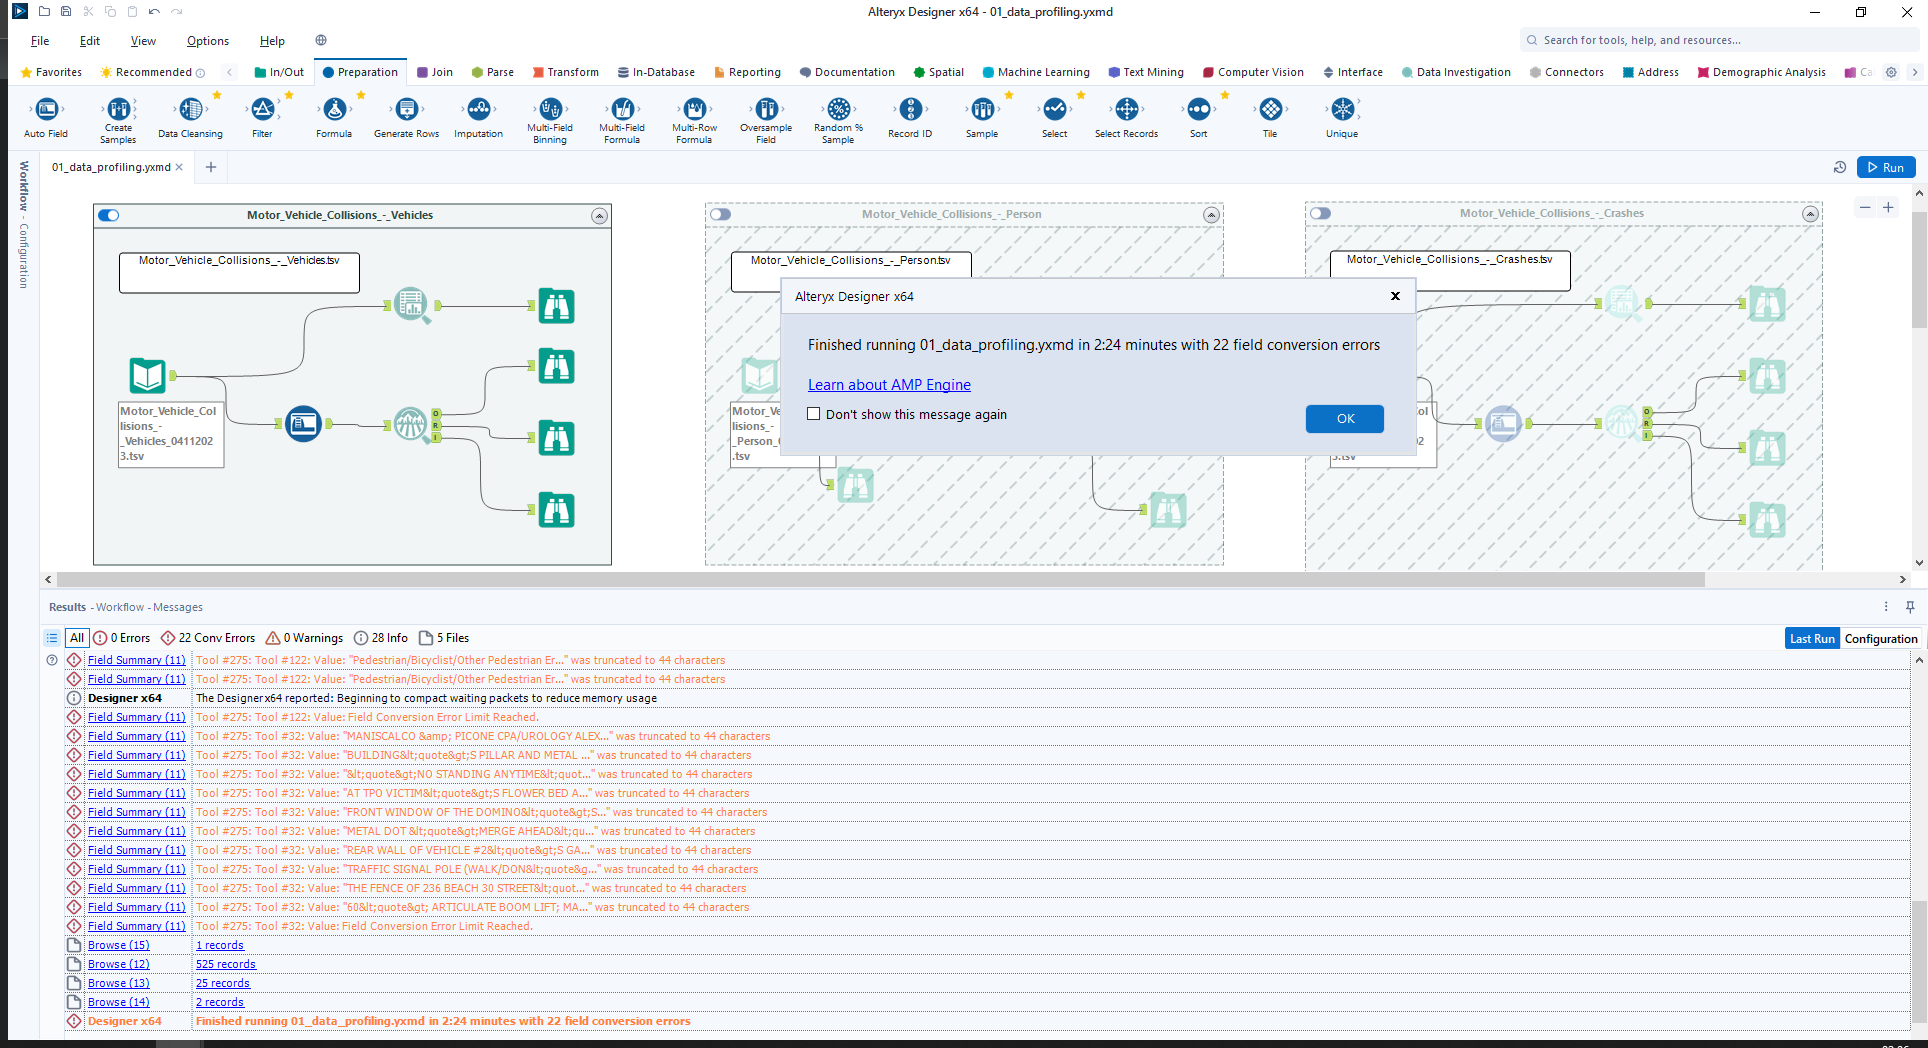 Alteryx Designer x64 - 01_data_profiling.yxmd
File Edit View Options Help
Search for tools, help, and resources...
Favorites Recommended In/Out Preparation Join Parse Transform In-Database Reporting Documentation Spatial Machine Learning Text Mining Computer Vision Interface Data Investigation Connectors Address Demographic Analysis Ca
Auto Field
Create Samples
Data Cleansing
Filter
Formula
Generate Rows
Imputation
Multi-Field Binning
Multi-Field Formula
Multi-Row Formula
Oversample Field
Random % Sample
Record ID
Sample
Select
Select Records
Sort
Tile
Unique
01_data_profiling.yxmd
Run
Workflow - Configuration
Motor_Vehicle_Collisions_-_Vehicles
Motor_Vehicle_Collisions_-_Vehicles.tsv
Motor_Vehicle_Col
lisions_-
_Vehicles_0411202
3.tsv
O
R
I
Motor_Vehicle_Collisions_-_Person
Motor_Vehicle_Collisions_-_Person.tsv
Motor_Ve
lisions_-
_Person_
.tsv
Motor_Vehicle_Collisions_-_Crashes
Motor_Vehicle_Collisions_-_Crashes.tsv
Col
02
3.tsv
O
R
I
Alteryx Designer x64
x
Finished running 01_data_profiling.yxmd in 2:24 minutes with 22 field conversion errors
Learn about AMP Engine
Don't show this message again
OK
Results - Workflow - Messages
All 0 Errors 22 Conv Errors 0 Warnings 28 Info 5 Files
Last Run Configuration
Field Summary (11) Tool #275: Tool #122: Value: "Pedestrian/Bicyclist/Other Pedestrian Er..." was truncated to 44 characters
Field Summary (11) Tool #275: Tool #122: Value: "Pedestrian/Bicyclist/Other Pedestrian Er..." was truncated to 44 characters
Designer x64 The Designer x64 reported: Beginning to compact waiting packets to reduce memory usage
Field Summary (11) Tool #275: Tool #122: Value: Field Conversion Error Limit Reached.
Field Summary (11) Tool #275: Tool #32: Value: "MANISCALCO &amp; PICONE CPA/UROLOGY ALEX..." was truncated to 44 characters
Field Summary (11) Tool #275: Tool #32: Value: "BUILDING&lt;quote&gt;S PILLAR AND METAL ..." was truncated to 44 characters
Field Summary (11) Tool #275: Tool #32: Value: "&lt;quote&gt;NO STANDING ANYTIME&lt;quot..." was truncated to 44 characters
Field Summary (11) Tool #275: Tool #32: Value: "AT TPO VICTIM&lt;quote&gt;S FLOWER BED A..." was truncated to 44 characters
Field Summary (11) Tool #275: Tool #32: Value: "FRONT WINDOW OF THE DOMINO&lt;quote&gt;S..." was truncated to 44 characters
Field Summary (11) Tool #275: Tool #32: Value: "METAL DOT &lt;quote&gt;MERGE AHEAD&lt;qu..." was truncated to 44 characters
Field Summary (11) Tool #275: Tool #32: Value: "REAR WALL OF VEHICLE #2&lt;quote&gt;S GA..." was truncated to 44 characters
Field Summary (11) Tool #275: Tool #32: Value: "TRAFFIC SIGNAL POLE (WALK/DON&lt;quote&g..." was truncated to 44 characters
Field Summary (11) Tool #275: Tool #32: Value: "THE FENCE OF 236 BEACH 30 STREET&lt;quot..." was truncated to 44 characters
Field Summary (11) Tool #275: Tool #32: Value: "60&lt;quote&gt; ARTICULATE BOOM LIFT; MA..." was truncated to 44 characters
Field Summary (11) Tool #275: Tool #32: Value: Field Conversion Error Limit Reached.
Browse (15) 1 records
Browse (12) 525 records
Browse (13) 25 records
Browse (14) 2 records
Designer x64 Finished running 01_data_profiling.yxmd in 2:24 minutes with 22 field conversion errors